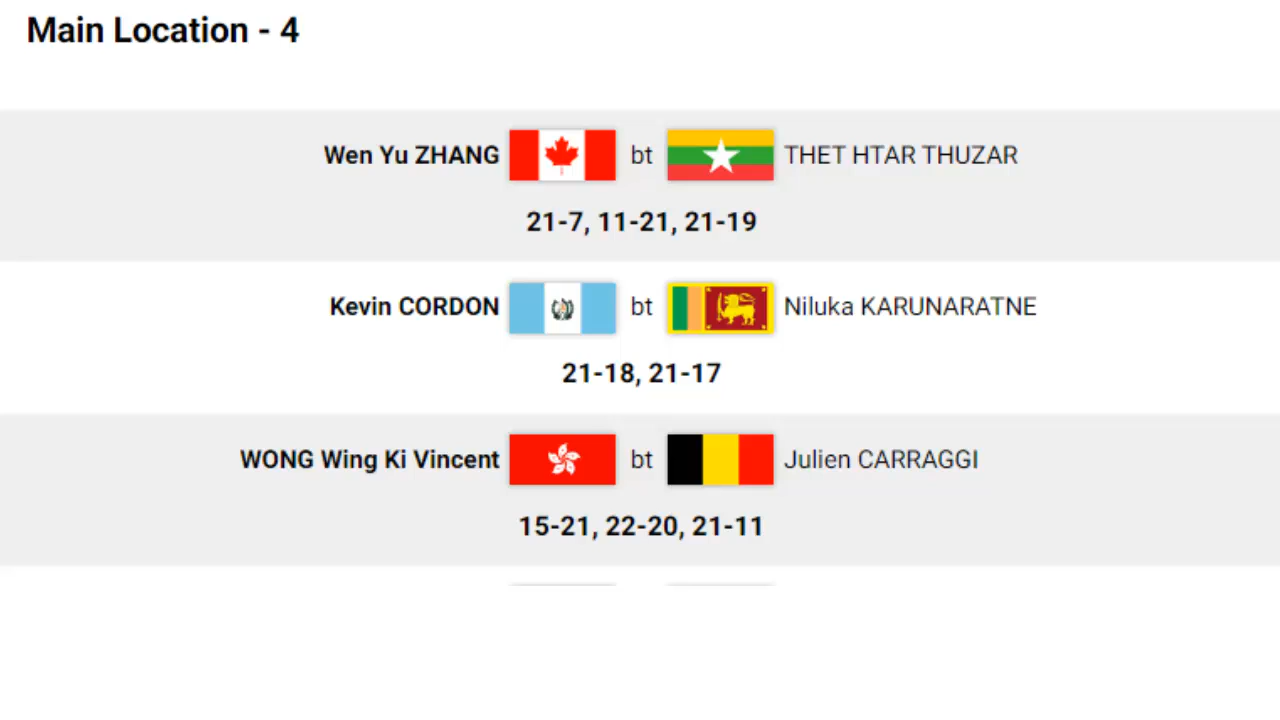 Main Location - 4
Wen Yu ZHANG bt THET HTAR THUZAR
21-7, 11-21, 21-19
Kevin CORDON bt Niluka KARUNARATNE
21-18, 21-17
WONG Wing Ki Vincent bt Julien CARRAGGI
15-21, 22-20, 21-11